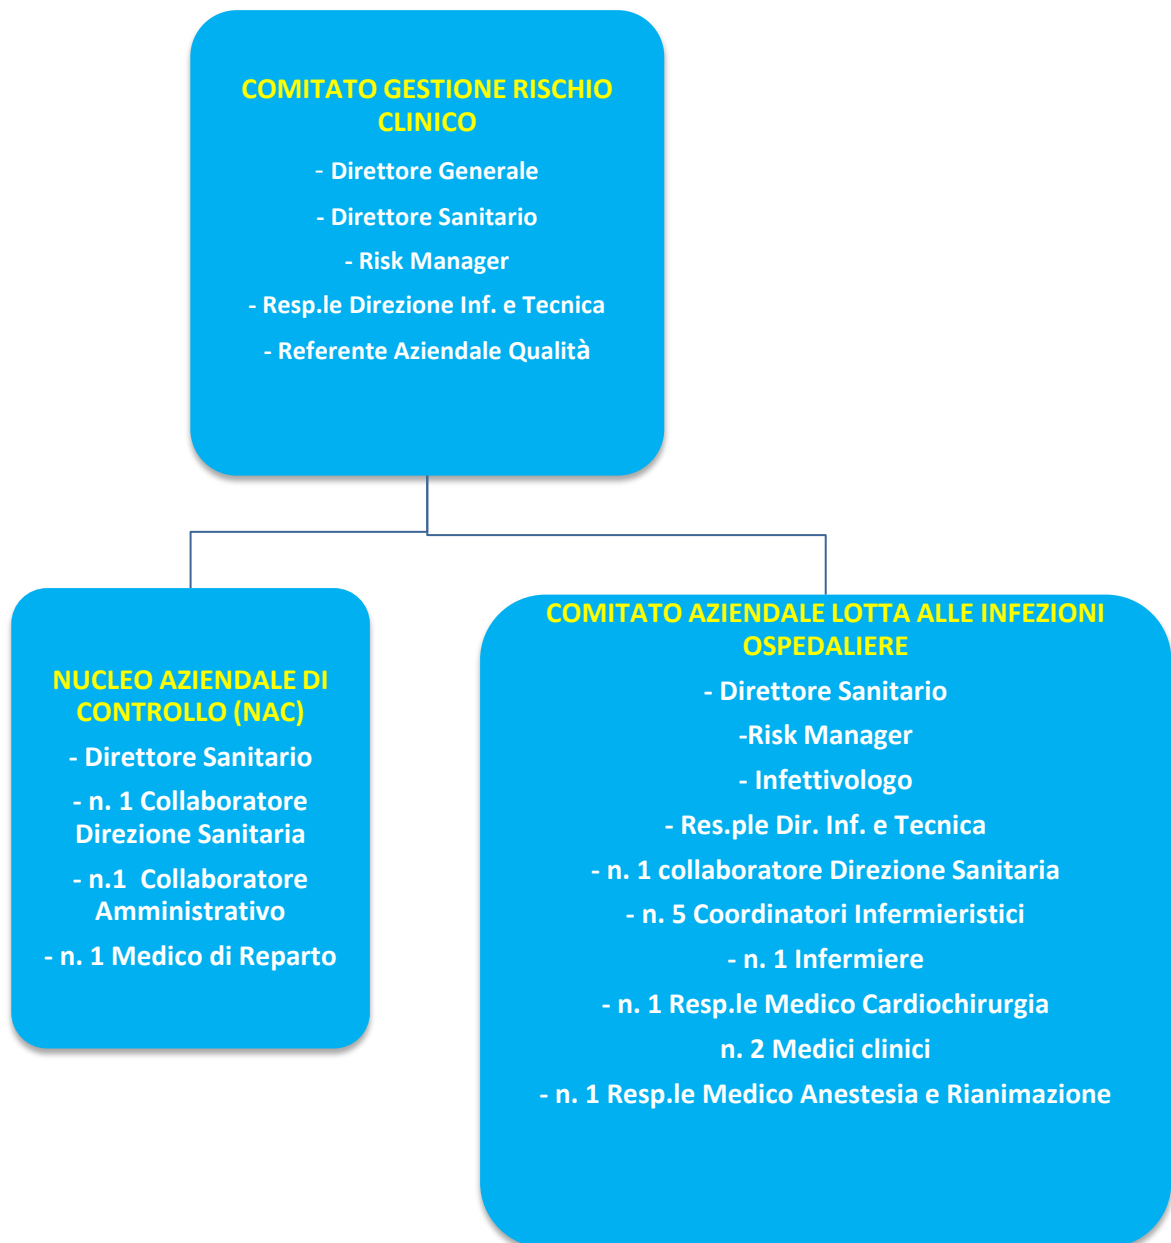 COMITATO GESTIONE RISCHIO
CLINICO
- Direttore Generale
- Direttore Sanitario
- Risk Manager
- Resp.le Direzione Inf. e Tecnica
- Referente Aziendale Qualità
NUCLEO AZIENDALE DI
CONTROLLO (NAC)
- Direttore Sanitario
- n. 1 Collaboratore
Direzione Sanitaria
- n.1 Collaboratore
Amministrativo
- n. 1 Medico di Reparto
COMITATO AZIENDALE LOTTA ALLE INFEZIONI
OSPEDALIERE
- Direttore Sanitario
-Risk Manager
- Infettivologo
- Res.ple Dir. Inf. e Tecnica
- n. 1 collaboratore Direzione Sanitaria
- n. 5 Coordinatori Infermieristici
- n. 1 Infermiere
- n. 1 Resp.le Medico Cardiochirurgia
n. 2 Medici clinici
- n. 1 Resp.le Medico Anestesia e Rianimazione